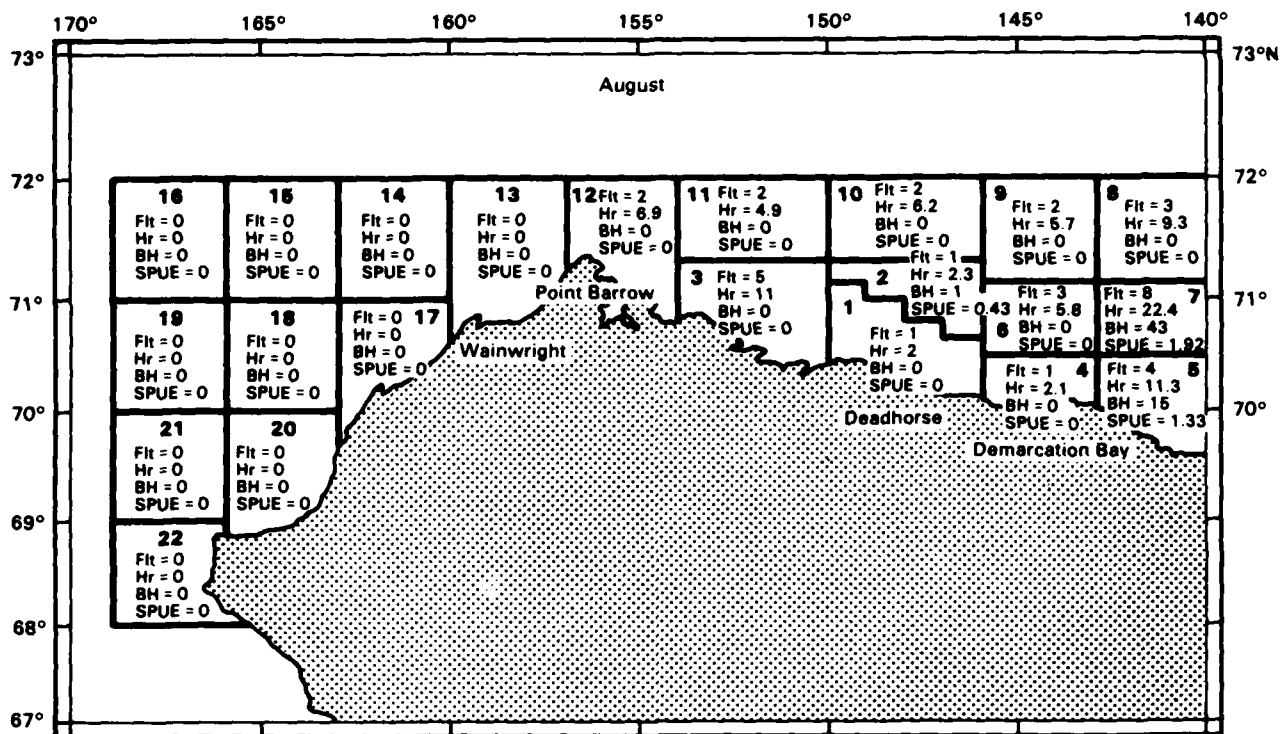 170° 165° 160° 155° 150° 145° 140°
73° 73°N
August
72° 72°
16
Flt = 0
Hr = 0
BH = 0
SPUE = 0
15
Flt = 0
Hr = 0
BH = 0
SPUE = 0
14
Flt = 0
Hr = 0
BH = 0
SPUE = 0
13
Flt = 0
Hr = 0
BH = 0
SPUE = 0
12
Flt = 2
Hr = 6.9
BH = 0
SPUE = 0
11
Flt = 2
Hr = 4.9
BH = 0
SPUE = 0
10
Flt = 2
Hr = 6.2
BH = 0
SPUE = 0
9
Flt = 2
Hr = 5.7
BH = 0
SPUE = 0
8
Flt = 3
Hr = 9.3
BH = 0
SPUE = 0
71° 71°
19
Flt = 0
Hr = 0
BH = 0
SPUE = 0
18
Flt = 0
Hr = 0
BH = 0
SPUE = 0
17
Flt = 0
Hr = 0
BH = 0
SPUE = 0
Point Barrow
Wainwright
3
Flt = 5
Hr = 11
BH = 0
SPUE = 0
2
Flt = 1
Hr = 2.3
BH = 1
SPUE = 0.43
1
Flt = 1
Hr = 2
BH = 0
SPUE = 0
6
Flt = 3
Hr = 5.8
BH = 0
SPUE = 0
7
Flt = 8
Hr = 22.4
BH = 43
SPUE = 1.92
4
Flt = 1
Hr = 2.1
BH = 0
SPUE = 0
5
Flt = 4
Hr = 11.3
BH = 15
SPUE = 1.33
70° 70°
Deadhorse
Demarcation Bay
21
Flt = 0
Hr = 0
BH = 0
SPUE = 0
20
Flt = 0
Hr = 0
BH = 0
SPUE = 0
69°
22
Flt = 0
Hr = 0
BH = 0
SPUE = 0
68°
67°